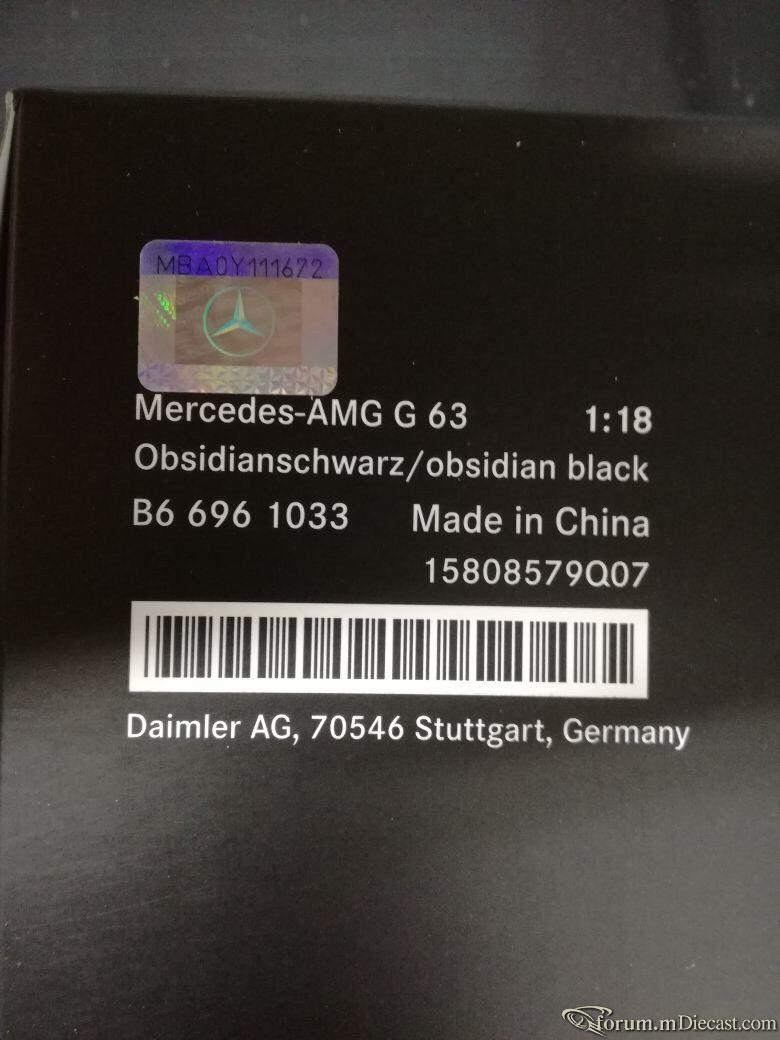 MBA0Y111672
Mercedes-AMG G 63 1:18
Obsidianschwarz/obsidian black
B6 696 1033 Made in China
15808579Q07
Daimler AG, 70546 Stuttgart, Germany
forum.mDiecast.com